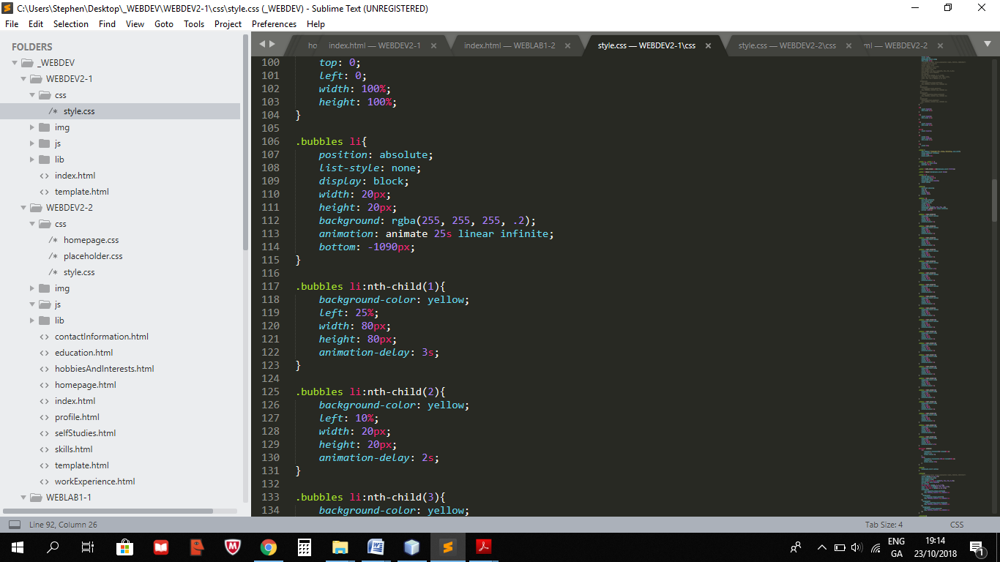 C:\Users\Stephen\Desktop\_WEBDEV\WEBDEV2-1\css\style.css (_WEBDEV) - Sublime Text (UNREGISTERED)
File Edit Selection Find View Goto Tools Project Preferences Help
FOLDERS
_WEBDEV
WEBDEV2-1
css
/* style.css
img
js
lib
<> index.html
<> template.html
WEBDEV2-2
css
/* homepage.css
/* placeholder.css
/* style.css
img
js
lib
<> contactInformation.html
<> education.html
<> hobbiesAndInterests.html
<> homepage.html
<> index.html
<> profile.html
<> selfStudies.html
<> skills.html
<> template.html
<> workExperience.html
WEBLAB1-1
ho index.html — WEBDEV2-1 × index.html — WEBLAB1-2 × style.css — WEBDEV2-1\css × style.css — WEBDEV2-2\css × ml — WEBDEV2-2 ×
100 top: 0;
101 left: 0;
102 width: 100%;
103 height: 100%;
104 }
105
106 .bubbles li{
107 position: absolute;
108 list-style: none;
109 display: block;
110 width: 20px;
111 height: 20px;
112 background: rgba(255, 255, 255, .2);
113 animation: animate 25s linear infinite;
114 bottom: -1090px;
115 }
116
117 .bubbles li:nth-child(1){
118 background-color: yellow;
119 left: 25%;
120 width: 80px;
121 height: 80px;
122 animation-delay: 3s;
123 }
124
125 .bubbles li:nth-child(2){
126 background-color: yellow;
127 left: 10%;
128 width: 20px;
129 height: 20px;
130 animation-delay: 2s;
131 }
132
133 .bubbles li:nth-child(3){
134 background-color: yellow;
Line 92, Column 26 Tab Size: 4 CSS
ENG 19:14
GA 23/10/2018 1